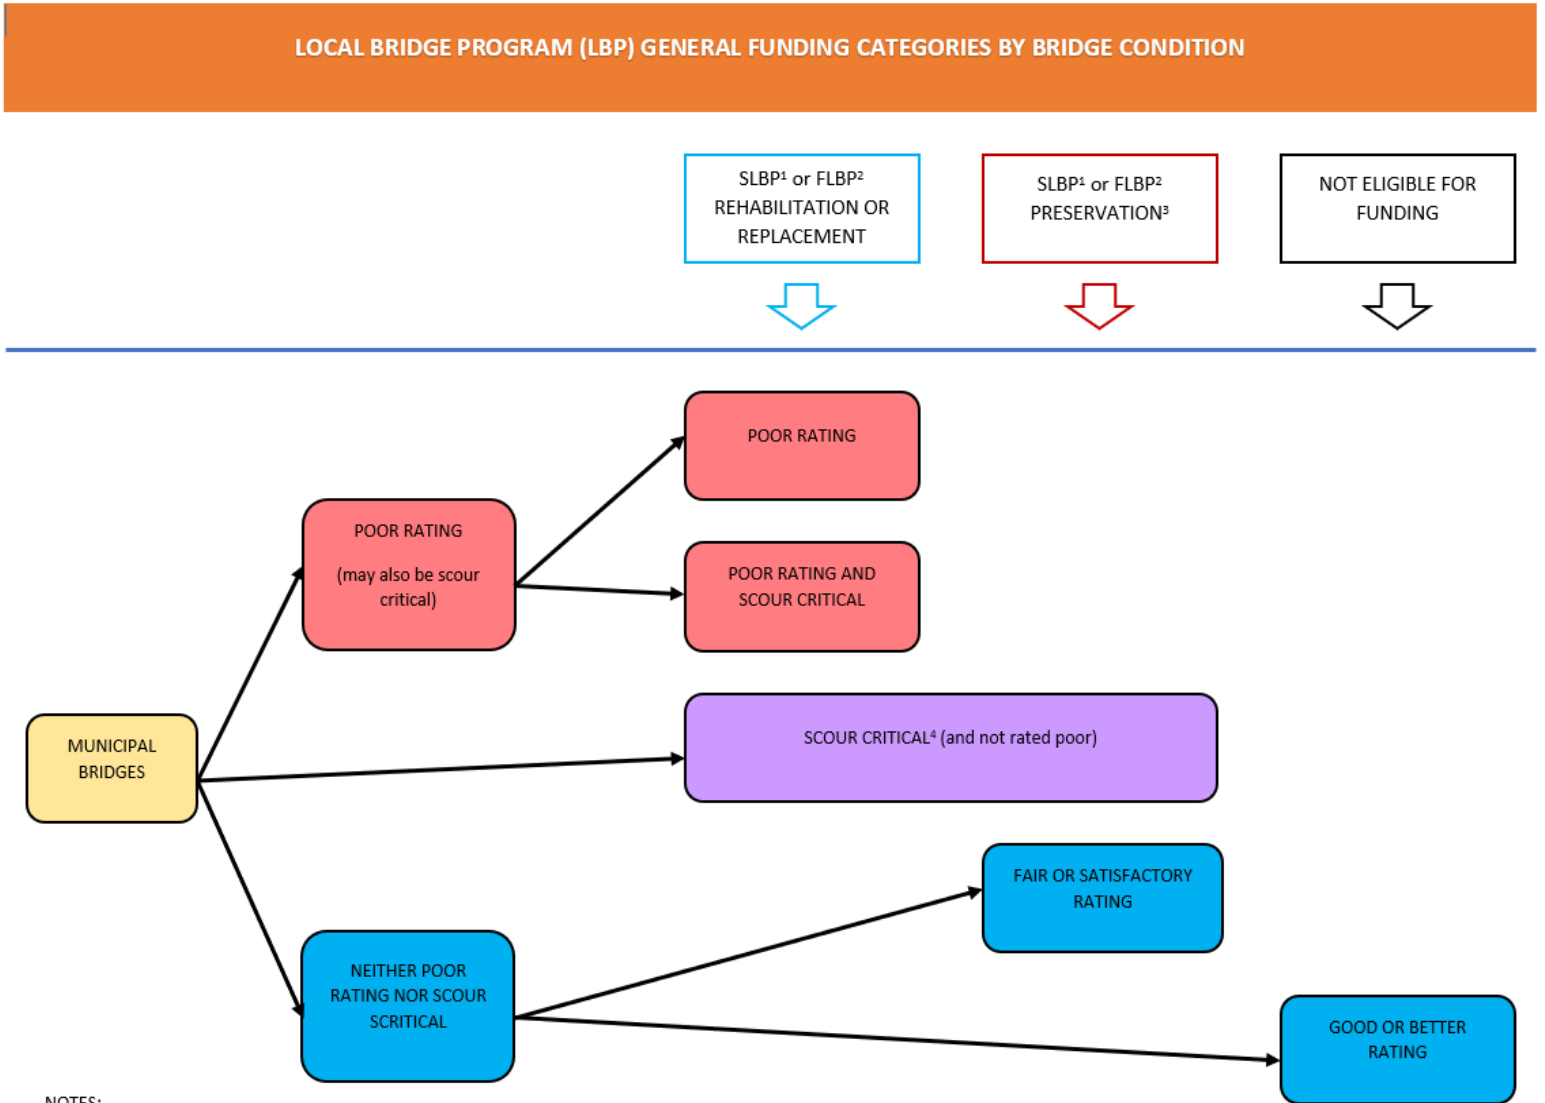 LOCAL BRIDGE PROGRAM (LBP) GENERAL FUNDING CATEGORIES BY BRIDGE CONDITION
SLBP¹ or FLBP²
REHABILITATION OR
REPLACEMENT
SLBP¹ or FLBP²
PRESERVATION³
NOT ELIGIBLE FOR
FUNDING
POOR RATING
POOR RATING
(may also be scour
critical)
POOR RATING AND
SCOUR CRITICAL
SCOUR CRITICAL⁴ (and not rated poor)
MUNICIPAL
BRIDGES
FAIR OR SATISFACTORY
RATING
NEITHER POOR
RATING NOR SCOUR
SCRITICAL
GOOD OR BETTER
RATING
NOTES: